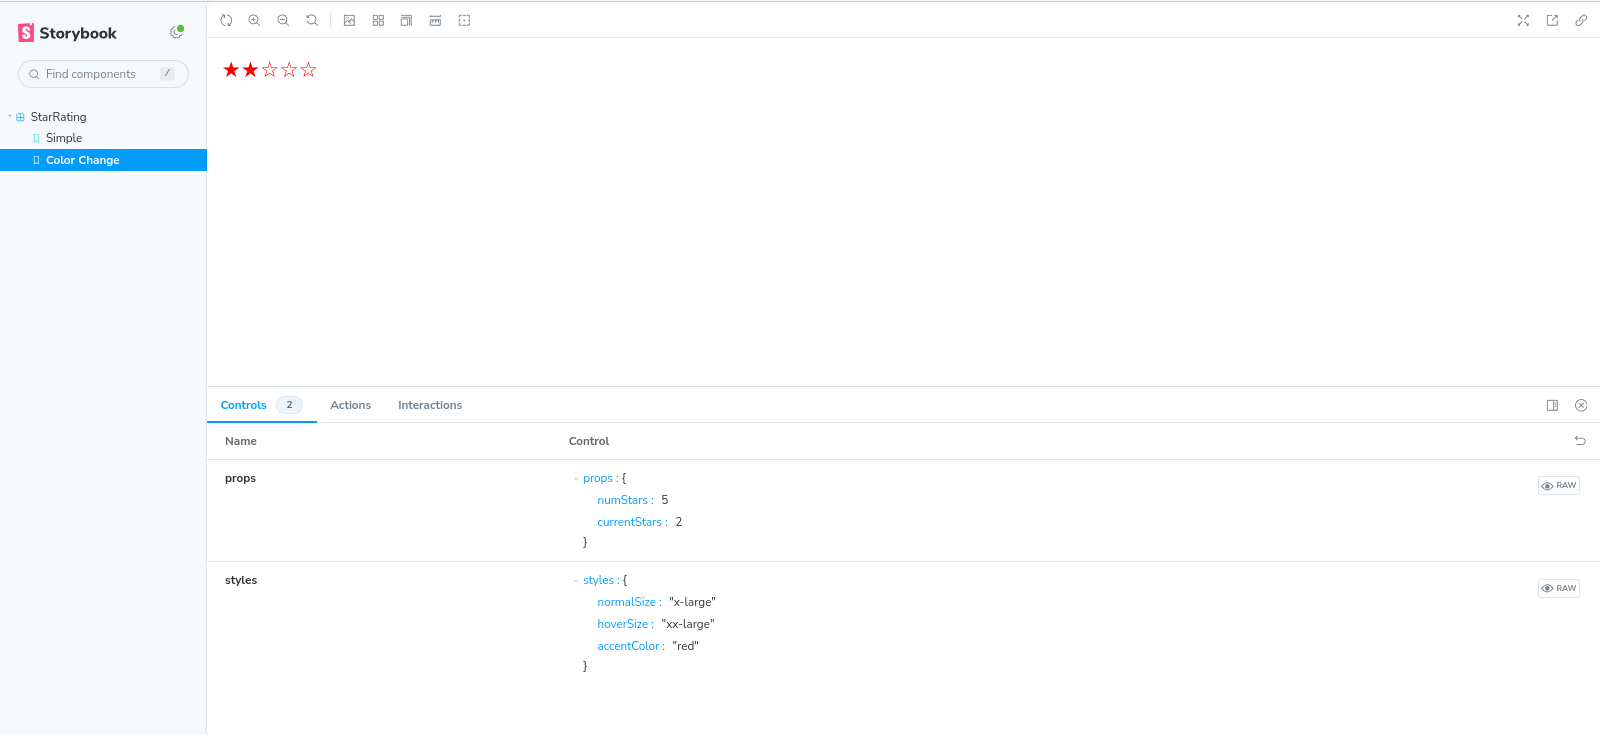 Storybook
Find components /
StarRating
Simple
Color Change
★★☆☆☆
Controls 2 Actions Interactions
Name Control
props - props : {
RAW
numStars : 5
currentStars : 2
}
styles - styles : {
RAW
normalSize : "x-large"
hoverSize : "xx-large"
accentColor : "red"
}